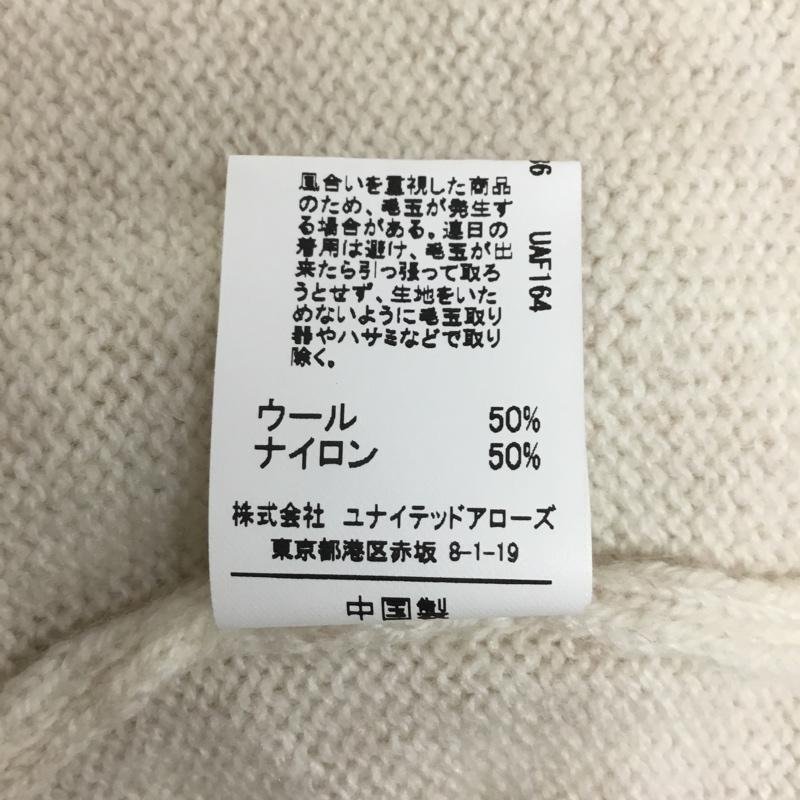 風合いを重視した商品
のため、毛玉が発生す
る場合がある。連日の
着用は避け、毛玉が出
来たら引っ張って取ろ
うとせず、生地をいた
めないように毛玉取り
器やハサミなどで取り
除く。
UAF164
ウール 50%
ナイロン 50%
株式会社 ユナイテッドアローズ
東京都港区赤坂 8-1-19
中国製